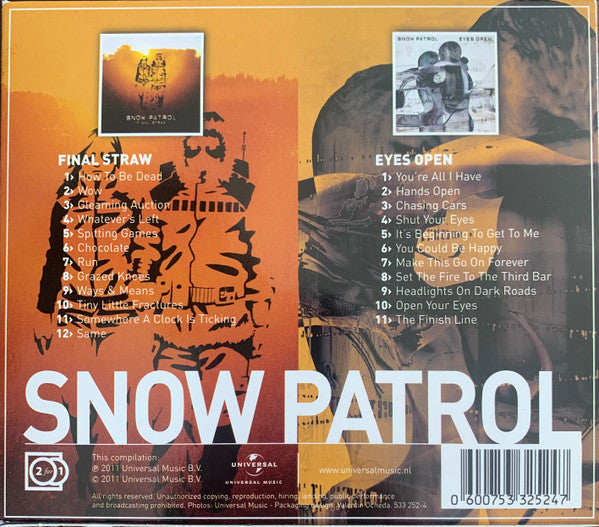 SNOW PATROL
FINAL STRAW
SNOW PATROL EYES OPEN
FINAL STRAW
1› How To Be Dead
2› Wow
3› Gleaming Auction
4› Whatever's Left
5› Spitting Games
6› Chocolate
7› Run
8› Grazed Knees
9› Ways & Means
10› Tiny Little Fractures
11› Somewhere A Clock Is Ticking
12› Same
EYES OPEN
1› You're All I Have
2› Hands Open
3› Chasing Cars
4› Shut Your Eyes
5› It's Beginning To Get To Me
6› You Could Be Happy
7› Make This Go On Forever
8› Set The Fire To The Third Bar
9› Headlights On Dark Roads
10› Open Your Eyes
11› The Finish Line
SNOW PATROL
2 for 1
This compilation:
℗ 2011 Universal Music B.V.
© 2011 Universal Music B.V.
UNIVERSAL
UNIVERSAL MUSIC
www.universalmusic.nl
All rights reserved. Unauthorized copying, reproduction, hiring, lending, public performance
and broadcasting prohibited. Photos: Universal Music - Packaging design: Valentin Ocheda. 533 252-4
0 600753 325247